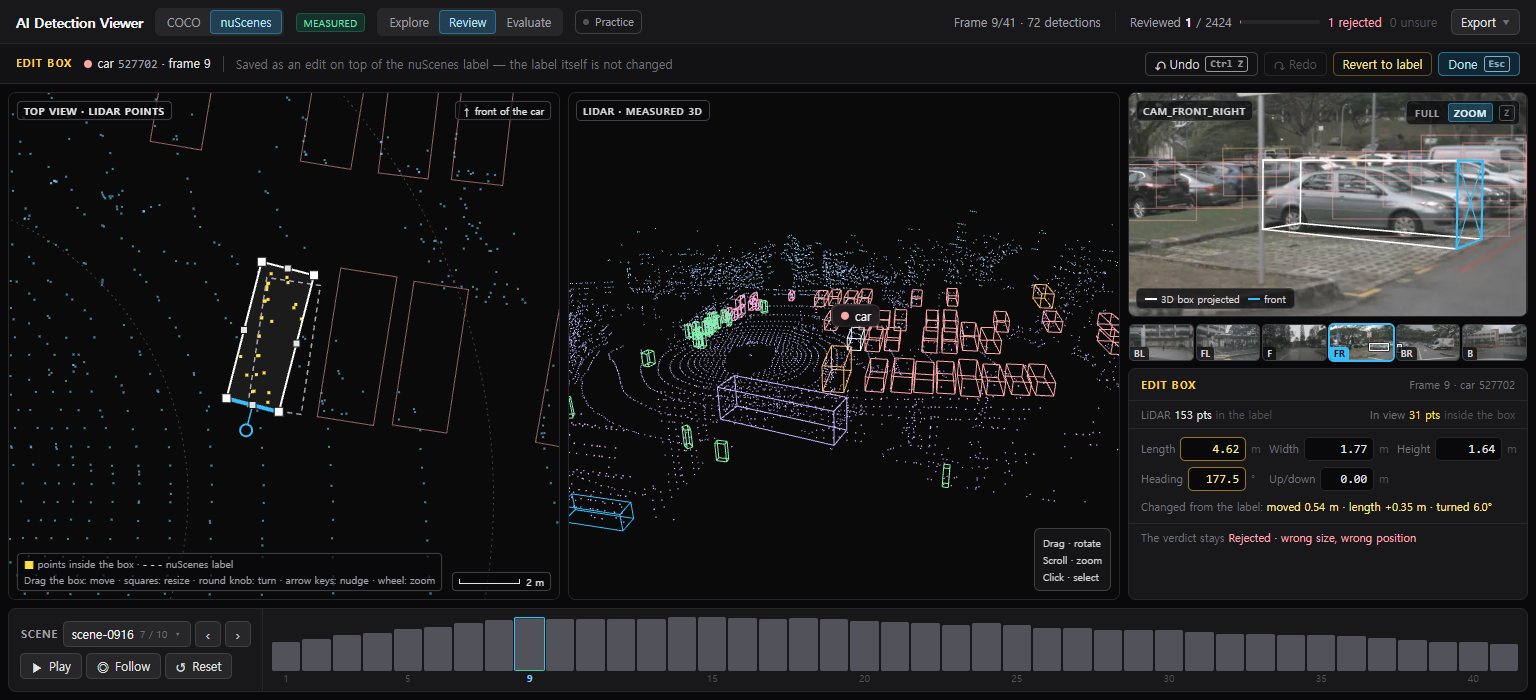 AI Detection Viewer COCO nuScenes MEASURED Explore Review Evaluate Practice Frame 9/41 · 72 detections Reviewed 1 / 2424 1 rejected 0 unsure Export
EDIT BOX car 527702 · frame 9 Saved as an edit on top of the nuScenes label — the label itself is not changed Undo Ctrl Z Redo Revert to label Done Esc
TOP VIEW · LIDAR POINTS
↑ front of the car
points inside the box · - - - nuScenes label
Drag the box: move · squares: resize · round knob: turn · arrow keys: nudge · wheel: zoom
2 m
LIDAR · MEASURED 3D
car
Drag · rotate
Scroll · zoom
Click · select
CAM_FRONT_RIGHT FULL ZOOM Z
3D box projected front
BL FL F FR BR B
EDIT BOX Frame 9 · car 527702
LiDAR 153 pts in the label In view 31 pts inside the box
Length 4.62 m Width 1.77 m Height 1.64 m
Heading 177.5 ° Up/down 0.00 m
Changed from the label: moved 0.54 m · length +0.35 m · turned 6.0°
The verdict stays Rejected · wrong size, wrong position
SCENE scene-0916 7 / 10 ‹ ›
Play Follow Reset
1 5 9 15 20 25 30 35 40